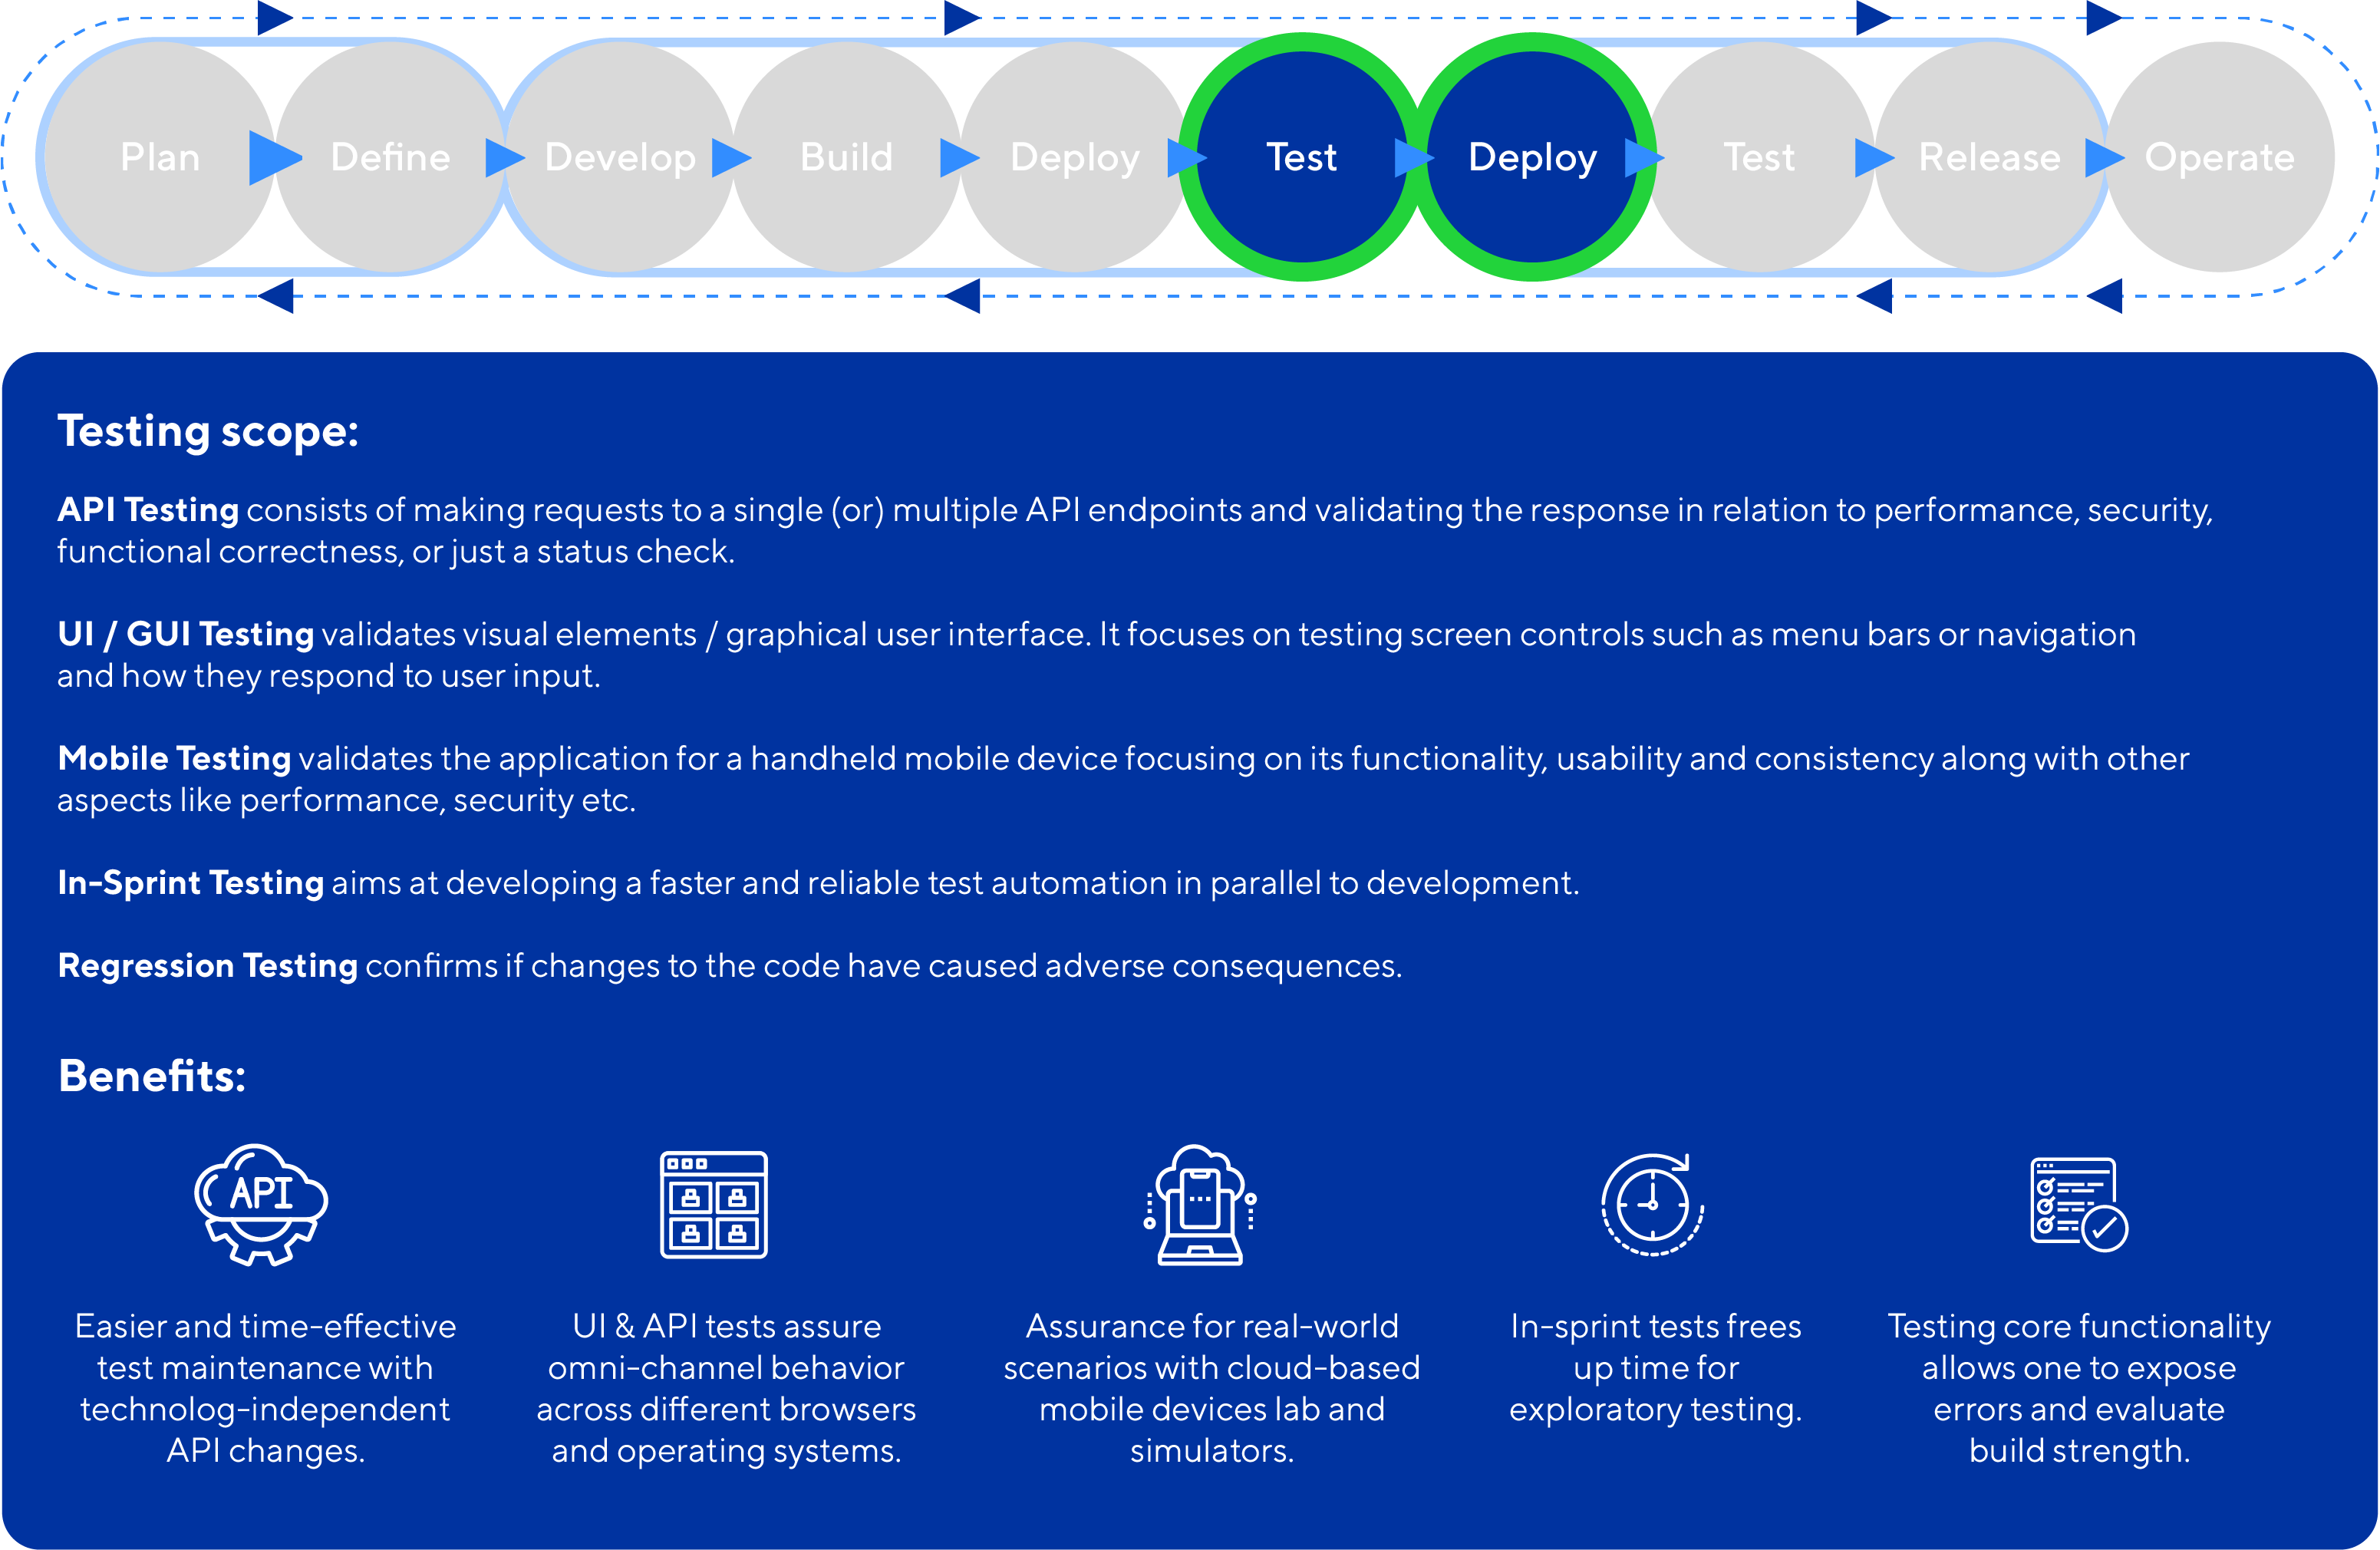 Plan
Define
Develop
Build
Deploy
Test
Deploy
Test
Release
Operate
Testing scope:
API Testing consists of making requests to a single (or) multiple API endpoints and validating the response in relation to performance, security,
functional correctness, or just a status check.
UI / GUI Testing validates visual elements / graphical user interface. It focuses on testing screen controls such as menu bars or navigation
and how they respond to user input.
Mobile Testing validates the application for a handheld mobile device focusing on its functionality, usability and consistency along with other
aspects like performance, security etc.
In-Sprint Testing aims at developing a faster and reliable test automation in parallel to development.
Regression Testing confirms if changes to the code have caused adverse consequences.
Benefits:
API
Easier and time-effective
test maintenance with
technolog-independent
API changes.
UI & API tests assure
omni-channel behavior
across different browsers
and operating systems.
Assurance for real-world
scenarios with cloud-based
mobile devices lab and
simulators.
In-sprint tests frees
up time for
exploratory testing.
Testing core functionality
allows one to expose
errors and evaluate
build strength.